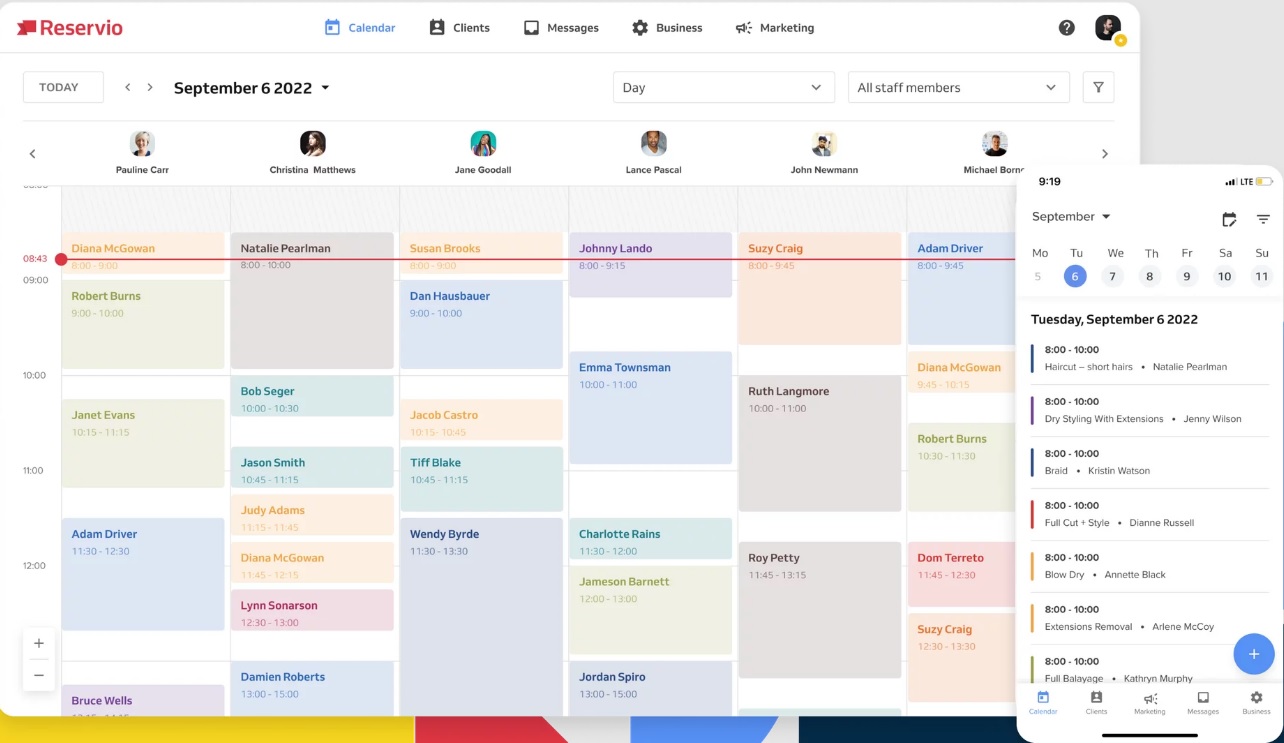 Reservio
Calendar
Clients
Messages
Business
Marketing
TODAY
September 6 2022
Day
All staff members
Pauline Carr
Christina Matthews
Jane Goodall
Lance Pascal
John Newmann
Michael
08:43
09:00
10:00
11:00
12:00
Diana McGowan
8:00 - 9:00
Robert Burns
9:00 - 10:00
Janet Evans
10:15 - 11:15
Adam Driver
11:30 - 12:30
Bruce Wells
Natalie Pearlman
8:00 - 10:00
Bob Seger
10:00 - 10:30
Jason Smith
10:45 - 11:15
Judy Adams
11:15 - 11:45
Diana McGowan
11:45 - 12:15
Lynn Sonarson
12:30 - 13:00
Damien Roberts
13:00 - 15:00
Susan Brooks
8:00 - 9:00
Dan Hausbauer
9:00 - 10:00
Jacob Castro
10:15- 10:45
Tiff Blake
10:45 - 11:15
Wendy Byrde
11:30 - 13:30
Johnny Lando
8:00 - 9:15
Emma Townsman
10:00 - 11:00
Charlotte Rains
11:30 - 12:00
Jameson Barnett
12:00 - 13:00
Jordan Spiro
13:00 - 15:00
Suzy Craig
8:00 - 9:45
Ruth Langmore
10:00 - 11:00
Roy Petty
11:45 - 13:15
Adam Driver
8:00 - 9:45
Diana McGowan
9:45 - 10:15
Robert Burns
10:30 - 11:30
Dom Terreto
11:45 - 12:30
Suzy Craig
12:30 - 13:30
+
−
9:19
LTE
September
Mo Tu We Th Fr Sa Su
5 6 7 8 9 10 11
Tuesday, September 6 2022
8:00 - 10:00
Haircut – short hairs • Natalie Pearlman
8:00 - 10:00
Dry Styling With Extensions • Jenny Wilson
8:00 - 10:00
Braid • Kristin Watson
8:00 - 10:00
Full Cut + Style • Dianne Russell
8:00 - 10:00
Blow Dry • Annette Black
8:00 - 10:00
Extensions Removal • Arlene McCoy
8:00 - 10:00
Full Balayage • Kathryn Murphy
+
Calendar
Clients
Marketing
Messages
Business